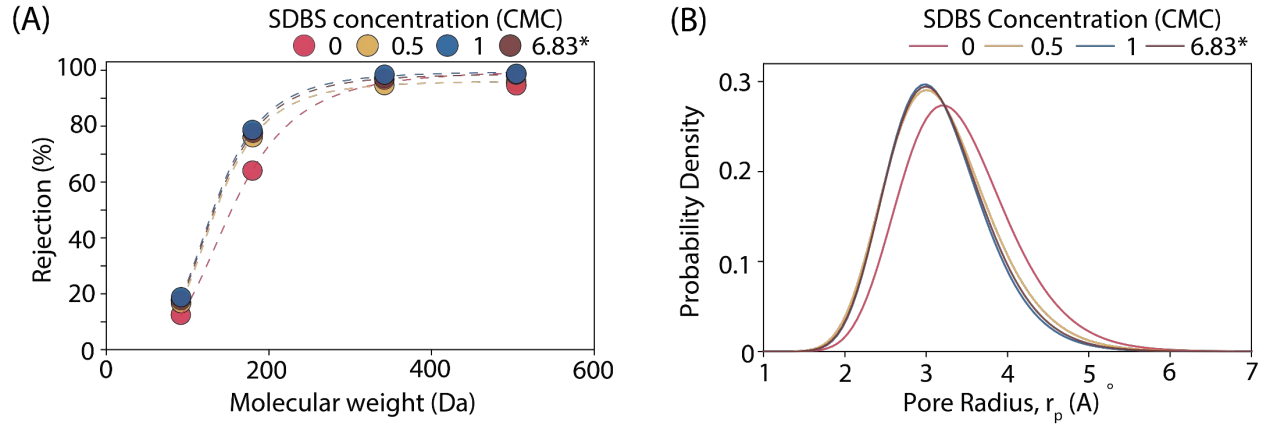 (A)
SDBS concentration (CMC)
0 0.5 1 6.83*
100
80
60
40
20
0
Rejection (%)
0 200 400 600
Molecular weight (Da)
(B)
SDBS Concentration (CMC)
0 0.5 1 6.83*
0.3
0.2
0.1
0
Probability Density
1 2 3 4 5 6 7
Pore Radius, rp (A) °